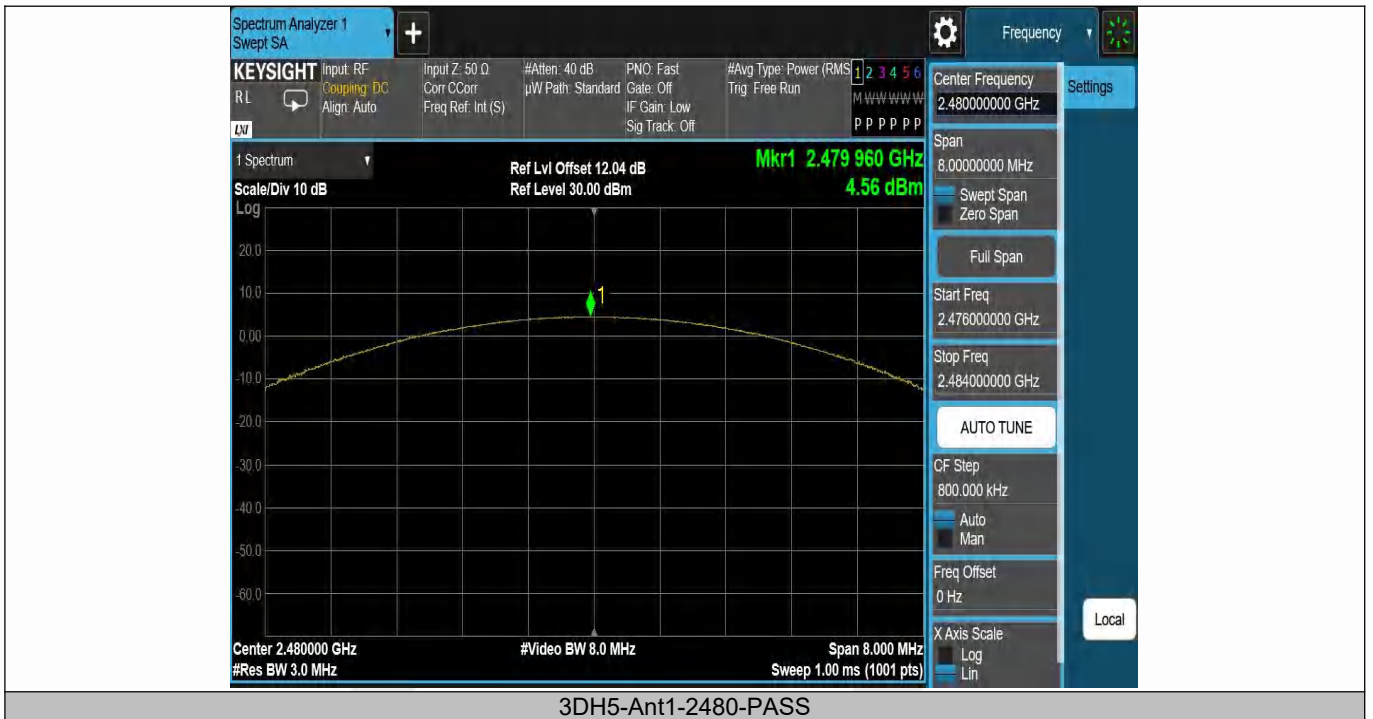 Spectrum Analyzer 1
Swept SA
+
Frequency
KEYSIGHT
RL
LXI
Input: RF
Coupling: DC
Align: Auto
Input Z: 50 Ω
Corr CCorr
Freq Ref: Int (S)
#Atten: 40 dB
µW Path: Standard
PNO: Fast
Gate: Off
IF Gain: Low
Sig Track: Off
#Avg Type: Power (RMS
Trig: Free Run
1 2 3 4 5 6
M W W W W W
P P P P P P
1 Spectrum
Scale/Div 10 dB
Log
Ref Lvl Offset 12.04 dB
Ref Level 30.00 dBm
Mkr1 2.479 960 GHz
4.56 dBm
1
20.0
10.0
0.00
-10.0
-20.0
-30.0
-40.0
-50.0
-60.0
Center 2.480000 GHz
#Res BW 3.0 MHz
#Video BW 8.0 MHz
Span 8.000 MHz
Sweep 1.00 ms (1001 pts)
Center Frequency
2.480000000 GHz
Span
8.00000000 MHz
Swept Span
Zero Span
Full Span
Start Freq
2.476000000 GHz
Stop Freq
2.484000000 GHz
AUTO TUNE
CF Step
800.000 kHz
Auto
Man
Freq Offset
0 Hz
X Axis Scale
Log
Lin
Settings
Local
3DH5-Ant1-2480-PASS